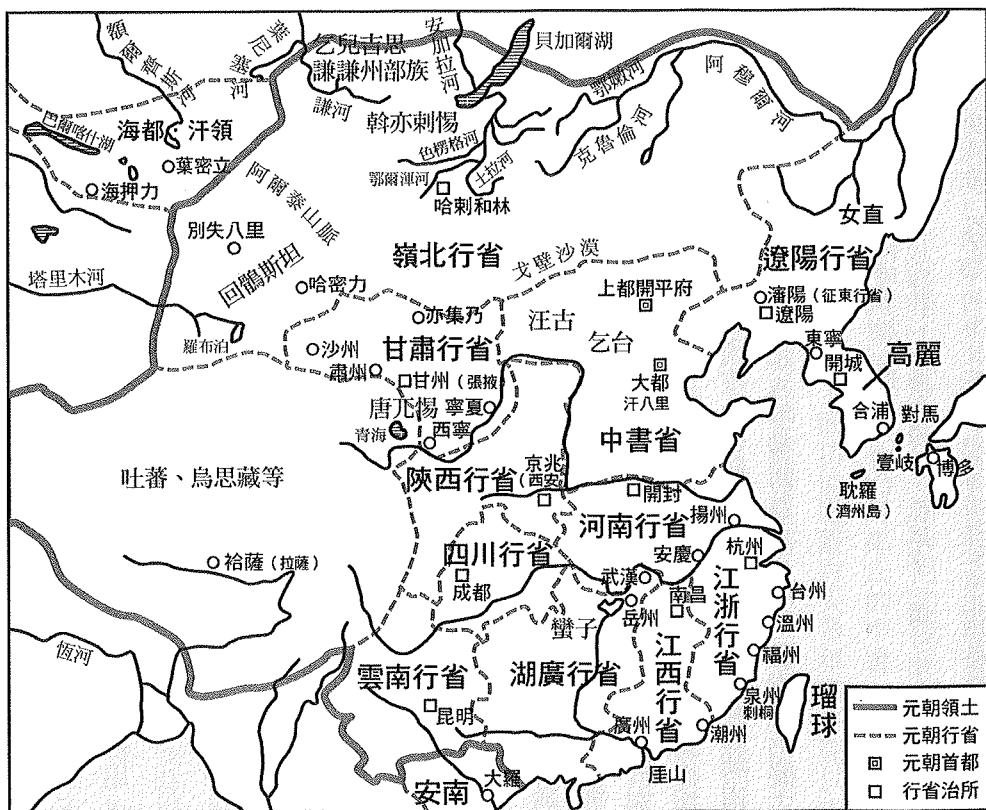 額爾齊斯河
葉尼塞河
乞兒吉思
謙謙州部族
安加拉河
貝加爾湖
謙河
斡亦剌惕
鄂嫩河
阿穆爾河
克魯倫河
色楞格河
土拉河
鄂爾渾河
哈剌和林
巴爾喀什湖
海都汗領
葉密立
海押力
阿爾泰山脈
別失八里
回鶻斯坦
哈密力
塔里木河
羅布泊
嶺北行省
戈壁沙漠
女直
遼陽行省
瀋陽(征東行省)
遼陽
上都開平府
汪古
乞台
大都
汗八里
中書省
亦集乃
沙州
甘肅行省
肅州
甘州(張掖)
唐兀惕
寧夏
青海
西寧
東寧
開城
高麗
合浦
對馬
壹岐
博多
耽羅
(濟州島)
吐蕃、烏思藏等
陝西行省
京兆
(西安)
開封
河南行省
揚州
四川行省
成都
安慶
杭州
武漢
南昌
岳州
江浙行省
台州
溫州
福州
泉州
刺桐
蠻子
袷薩(拉薩)
恆河
雲南行省
昆明
湖廣行省
江西行省
廣州
潮州
崖山
瑠球
安南
大羅
元朝領土
元朝行省
元朝首都
行省治所